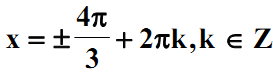 x = ±4π/3 + 2πk, k ∈ Z